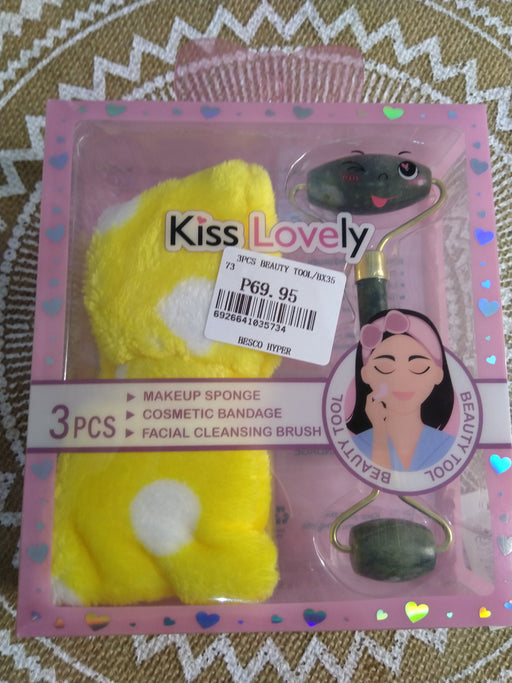 Kiss Lovely
3PCS BEAUTY TOOL/BX35
73
P69.95
6926641035734
BESCO HYPER
3PCS
▶ MAKEUP SPONGE
▶ COSMETIC BANDAGE
▶ FACIAL CLEANSING BRUSH
BEAUTY TOOL
BEAUTY TOOL